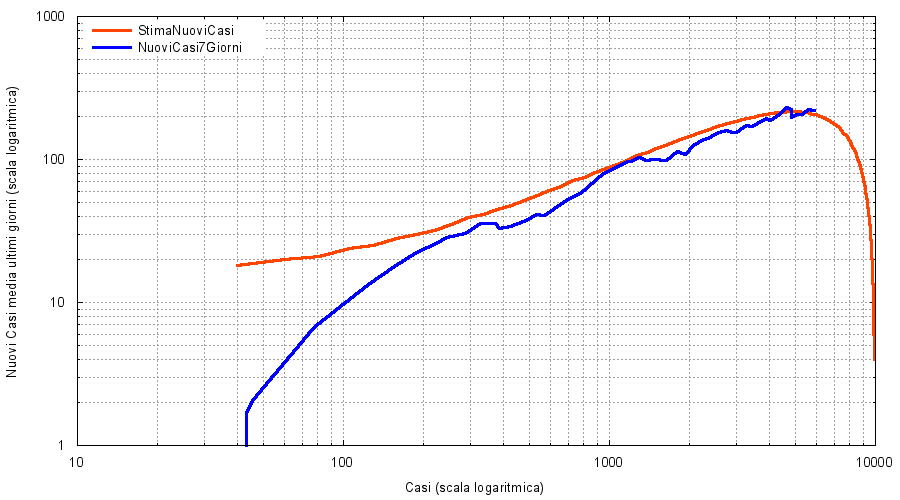 1000
StimaNuoviCasi
NuoviCasi7Giorni
100
10
1
10
100
1000
10000
Nuovi Casi media ultimi giorni (scala logaritmica)
Casi (scala logaritmica)